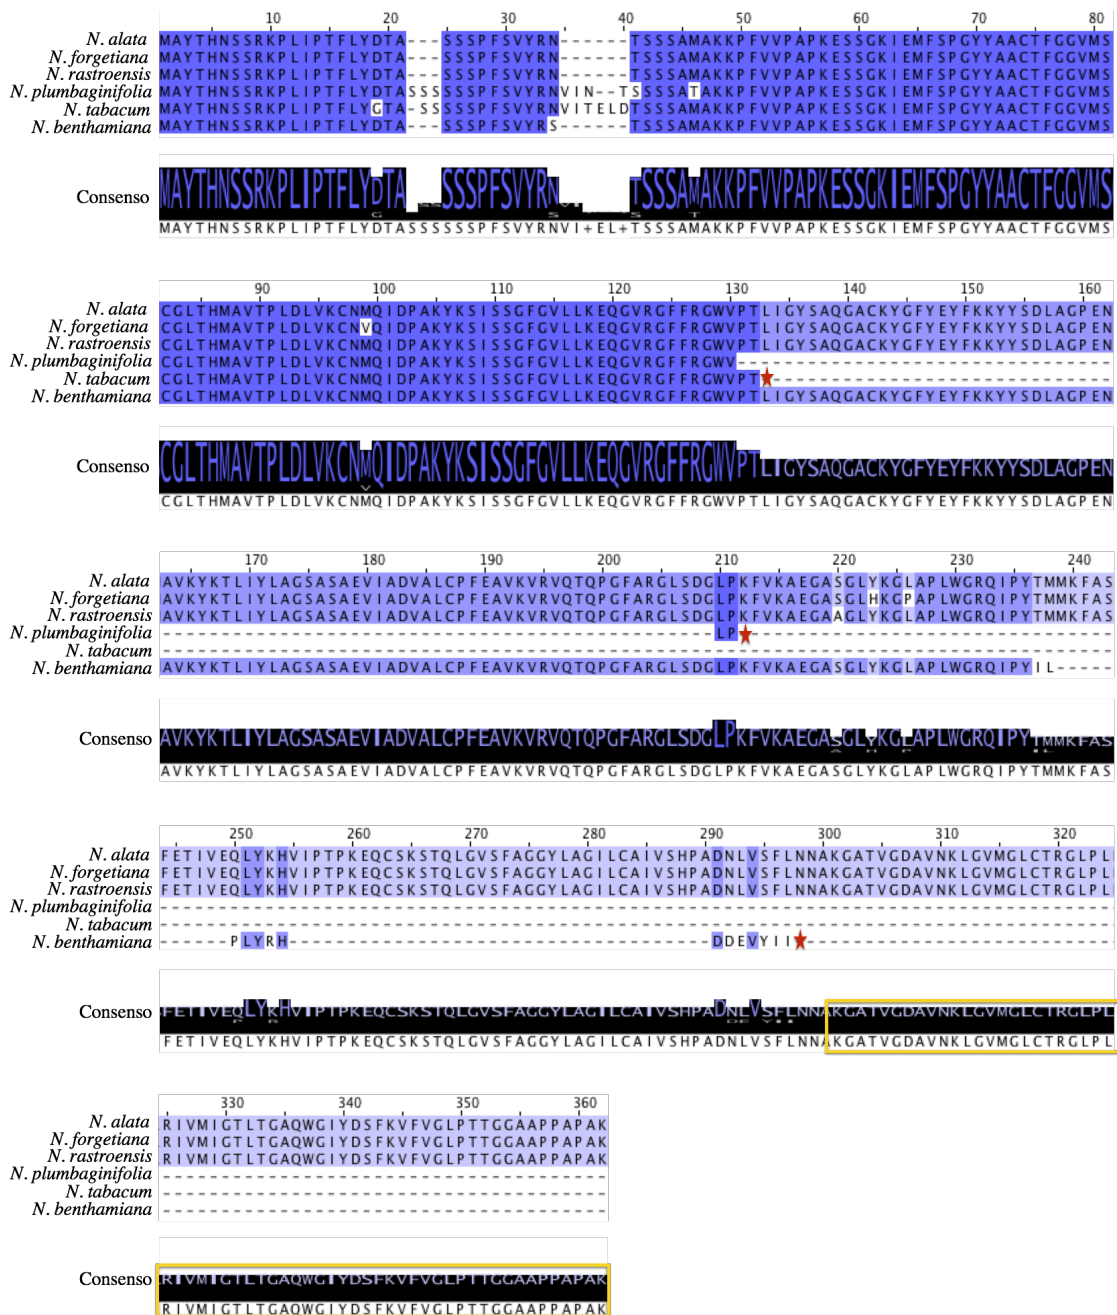 10 20 30 40 50 60 70 80
N. alata MAYTHNSSRKPLIPTFLYDTA---SSSPFSVYRN------TSSSAMAKKPFVVPAPKESSGKIEMFSPGYYAACTFGGVMS
N. forgetiana MAYTHNSSRKPLIPTFLYDTA---SSSPFSVYRN------TSSSAMAKKPFVVPAPKESSGKIEMFSPGYYAACTFGGVMS
N. rastroensis MAYTHNSSRKPLIPTFLYDTA---SSSPFSVYRN------TSSSAMAKKPFVVPAPKESSGKIEMFSPGYYAACTFGGVMS
N. plumbaginifolia MAYTHNSSRKPLIPTFLYDTASSSSSSPFSVYRNVIN--TSSSSATAKKPFVVPAPKESSGKIEMFSPGYYAACTFGGVMS
N. tabacum MAYTHNSSRKPLIPTFLYGTA-SSSSSPFSVYRNVITELDTSSSAMAKKPFVVPAPKESSGKIEMFSPGYYAACTFGGVMS
N. benthamiana MAYTHNSSRKPLIPTFLYDTA---SSSPFSVYRS------TSSSAMAKKPFVVPAPKESSGKIEMFSPGYYAACTFGGVMS
Consenso
MAYTHNSSRKPLIPTFLYDTASSSSSSPFSVYRNVI+EL+TSSSAMAKKPFVVPAPKESSGKIEMFSPGYYAACTFGGVMS
90 100 110 120 130 140 150 160
N. alata CGLTHMAVTPLDLVKCNMQIDPAKYKSISSGFGVLLKEQGVRGFFRGWVPTLIGYSAQGACKYGFYEYFKKYYSDLAGPEN
N. forgetiana CGLTHMAVTPLDLVKCNVQIDPAKYKSISSGFGVLLKEQGVRGFFRGWVPTLIGYSAQGACKYGFYEYFKKYYSDLAGPEN
N. rastroensis CGLTHMAVTPLDLVKCNMQIDPAKYKSISSGFGVLLKEQGVRGFFRGWVPTLIGYSAQGACKYGFYEYFKKYYSDLAGPEN
N. plumbaginifolia CGLTHMAVTPLDLVKCNMQIDPAKYKSISSGFGVLLKEQGVRGFFRGWV--------------------------------
N. tabacum CGLTHMAVTPLDLVKCNMQIDPAKYKSISSGFGVLLKEQGVRGFFRGWVPT★-----------------------------
N. benthamiana CGLTHMAVTPLDLVKCNMQIDPAKYKSISSGFGVLLKEQGVRGFFRGWVPTLIGYSAQGACKYGFYEYFKKYYSDLAGPEN
Consenso
CGLTHMAVTPLDLVKCNMQIDPAKYKSISSGFGVLLKEQGVRGFFRGWVPTLIGYSAQGACKYGFYEYFKKYYSDLAGPEN
170 180 190 200 210 220 230 240
N. alata AVKYKTLIYLAGSASAEVIADVALCPFEAVKVRVQTQPGFARGLSDGLPKFVKAEGASGLYKGLAPLWGRQIPYTMMKFAS
N. forgetiana AVKYKTLIYLAGSASAEVIADVALCPFEAVKVRVQTQPGFARGLSDGLPKFVKAEGASGLHKGPAPLWGRQIPYTMMKFAS
N. rastroensis AVKYKTLIYLAGSASAEVIADVALCPFEAVKVRVQTQPGFARGLSDGLPKFVKAEGAAGLYKGLAPLWGRQIPYTMMKFAS
N. plumbaginifolia -----------------------------------------------LP★-------------------------------
N. tabacum ---------------------------------------------------------------------------------
N. benthamiana AVKYKTLIYLAGSASAEVIADVALCPFEAVKVRVQTQPGFARGLSDGLPKFVKAEGASGLYKGLAPLWGRQIPYIL-----
Consenso
AVKYKTLIYLAGSASAEVIADVALCPFEAVKVRVQTQPGFARGLSDGLPKFVKAEGASGLYKGLAPLWGRQIPYTMMKFAS
250 260 270 280 290 300 310 320
N. alata FETIVEQLYKHVIPTPKEQCSKSTQLGVSFAGGYLAGILCAIVSHPADNLVSFLNNAKGATVGDAVNKLGVMGLCTRGLPL
N. forgetiana FETIVEQLYKHVIPTPKEQCSKSTQLGVSFAGGYLAGILCAIVSHPADNLVSFLNNAKGATVGDAVNKLGVMGLCTRGLPL
N. rastroensis FETIVEQLYKHVIPTPKEQCSKSTQLGVSFAGGYLAGILCAIVSHPADNLVSFLNNAKGATVGDAVNKLGVMGLCTRGLPL
N. plumbaginifolia ---------------------------------------------------------------------------------
N. tabacum ---------------------------------------------------------------------------------
N. benthamiana ------PLYRH------------------------------------DDEVYII★--------------------------
Consenso
FETIVEQLYKHVIPTPKEQCSKSTQLGVSFAGGYLAGILCAIVSHPADNLVSFLNNAKGATVGDAVNKLGVMGLCTRGLPL
330 340 350 360
N. alata RIVMIGTLTGAQWGIYDSFKVFVGLPTTGGAAPPAPAK
N. forgetiana RIVMIGTLTGAQWGIYDSFKVFVGLPTTGGAAPPAPAK
N. rastroensis RIVMIGTLTGAQWGIYDSFKVFVGLPTTGGAAPPAPAK
N. plumbaginifolia --------------------------------------
N. tabacum --------------------------------------
N. benthamiana --------------------------------------
Consenso
RIVMIGTLTGAQWGIYDSFKVFVGLPTTGGAAPPAPAK